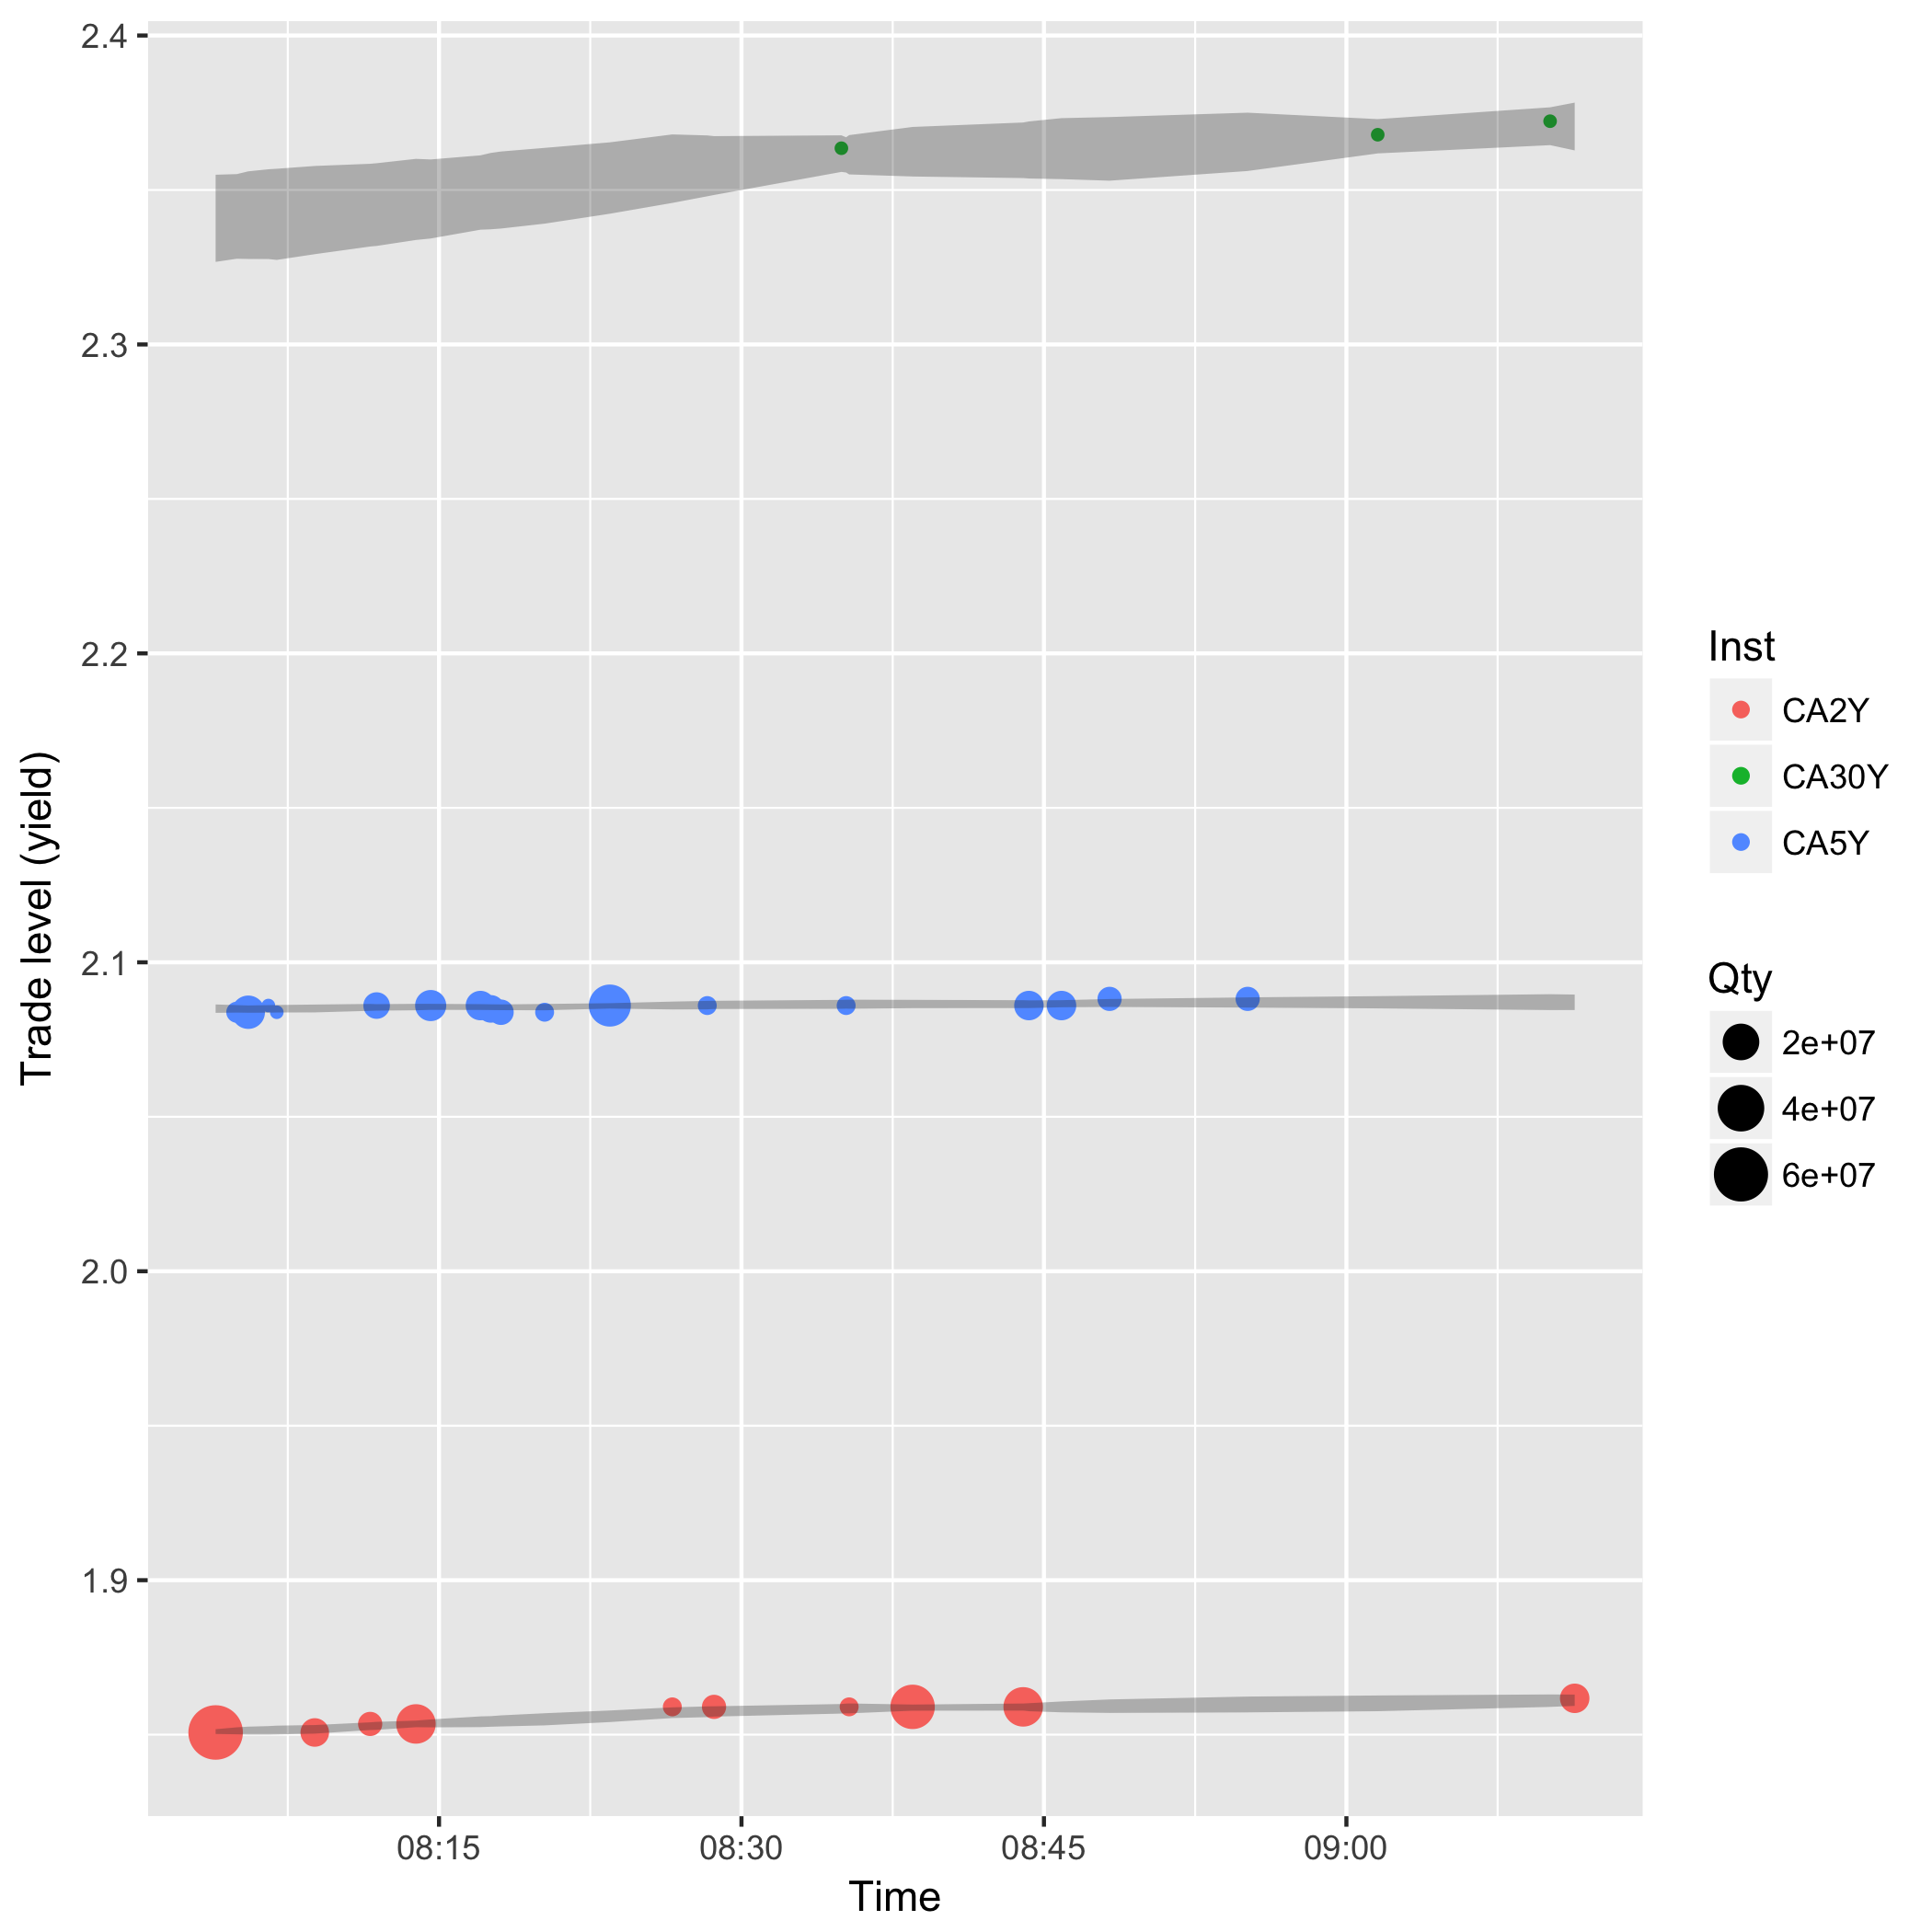 2.4
2.3
2.2
2.1
2.0
1.9
Trade level (yield)
08:15
08:30
08:45
09:00
Time
Inst
CA2Y
CA30Y
CA5Y
Qty
2e+07
4e+07
6e+07